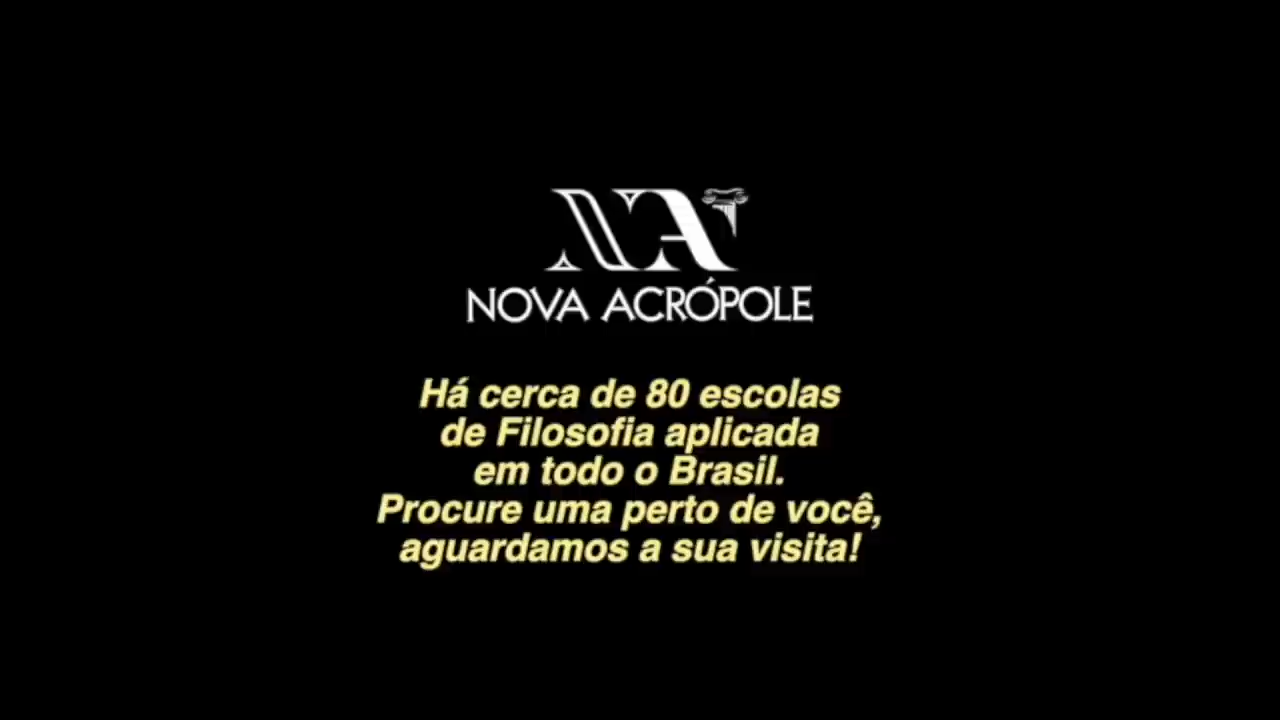 NA
NOVA ACRÓPOLE
Há cerca de 80 escolas
de Filosofia aplicada
em todo o Brasil.
Procure uma perto de você,
aguardamos a sua visita!